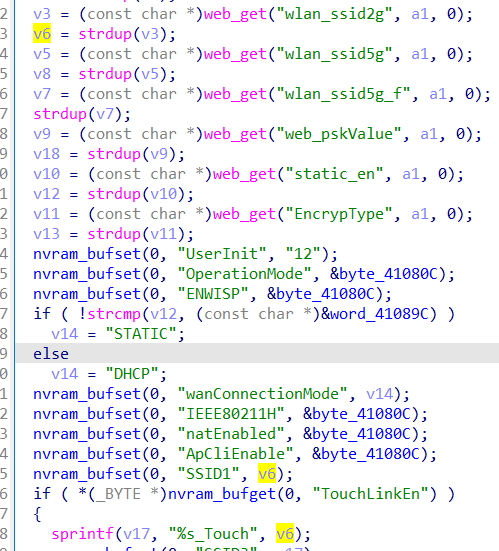 2 v3 = (const char *)web_get("wlan_ssid2g", a1, 0);
3 v6 = strdup(v3);
4 v5 = (const char *)web_get("wlan_ssid5g", a1, 0);
5 v8 = strdup(v5);
6 v7 = (const char *)web_get("wlan_ssid5g_f", a1, 0);
7 strdup(v7);
8 v9 = (const char *)web_get("web_pskValue", a1, 0);
9 v18 = strdup(v9);
0 v10 = (const char *)web_get("static_en", a1, 0);
1 v12 = strdup(v10);
2 v11 = (const char *)web_get("EncrypType", a1, 0);
3 v13 = strdup(v11);
4 nvram_bufset(0, "UserInit", "12");
5 nvram_bufset(0, "OperationMode", &byte_41080C);
6 nvram_bufset(0, "ENWISP", &byte_41080C);
7 if ( !strcmp(v12, (const char *)&word_41089C) )
8 v14 = "STATIC";
9 else
0 v14 = "DHCP";
1 nvram_bufset(0, "wanConnectionMode", v14);
2 nvram_bufset(0, "IEEE80211H", &byte_41080C);
3 nvram_bufset(0, "natEnabled", &byte_41080C);
4 nvram_bufset(0, "ApCliEnable", &byte_41080C);
5 nvram_bufset(0, "SSID1", v6);
6 if ( *(_BYTE *)nvram_bufget(0, "TouchLinkEn") )
7 {
8 sprintf(v17, "%s_Touch", v6);